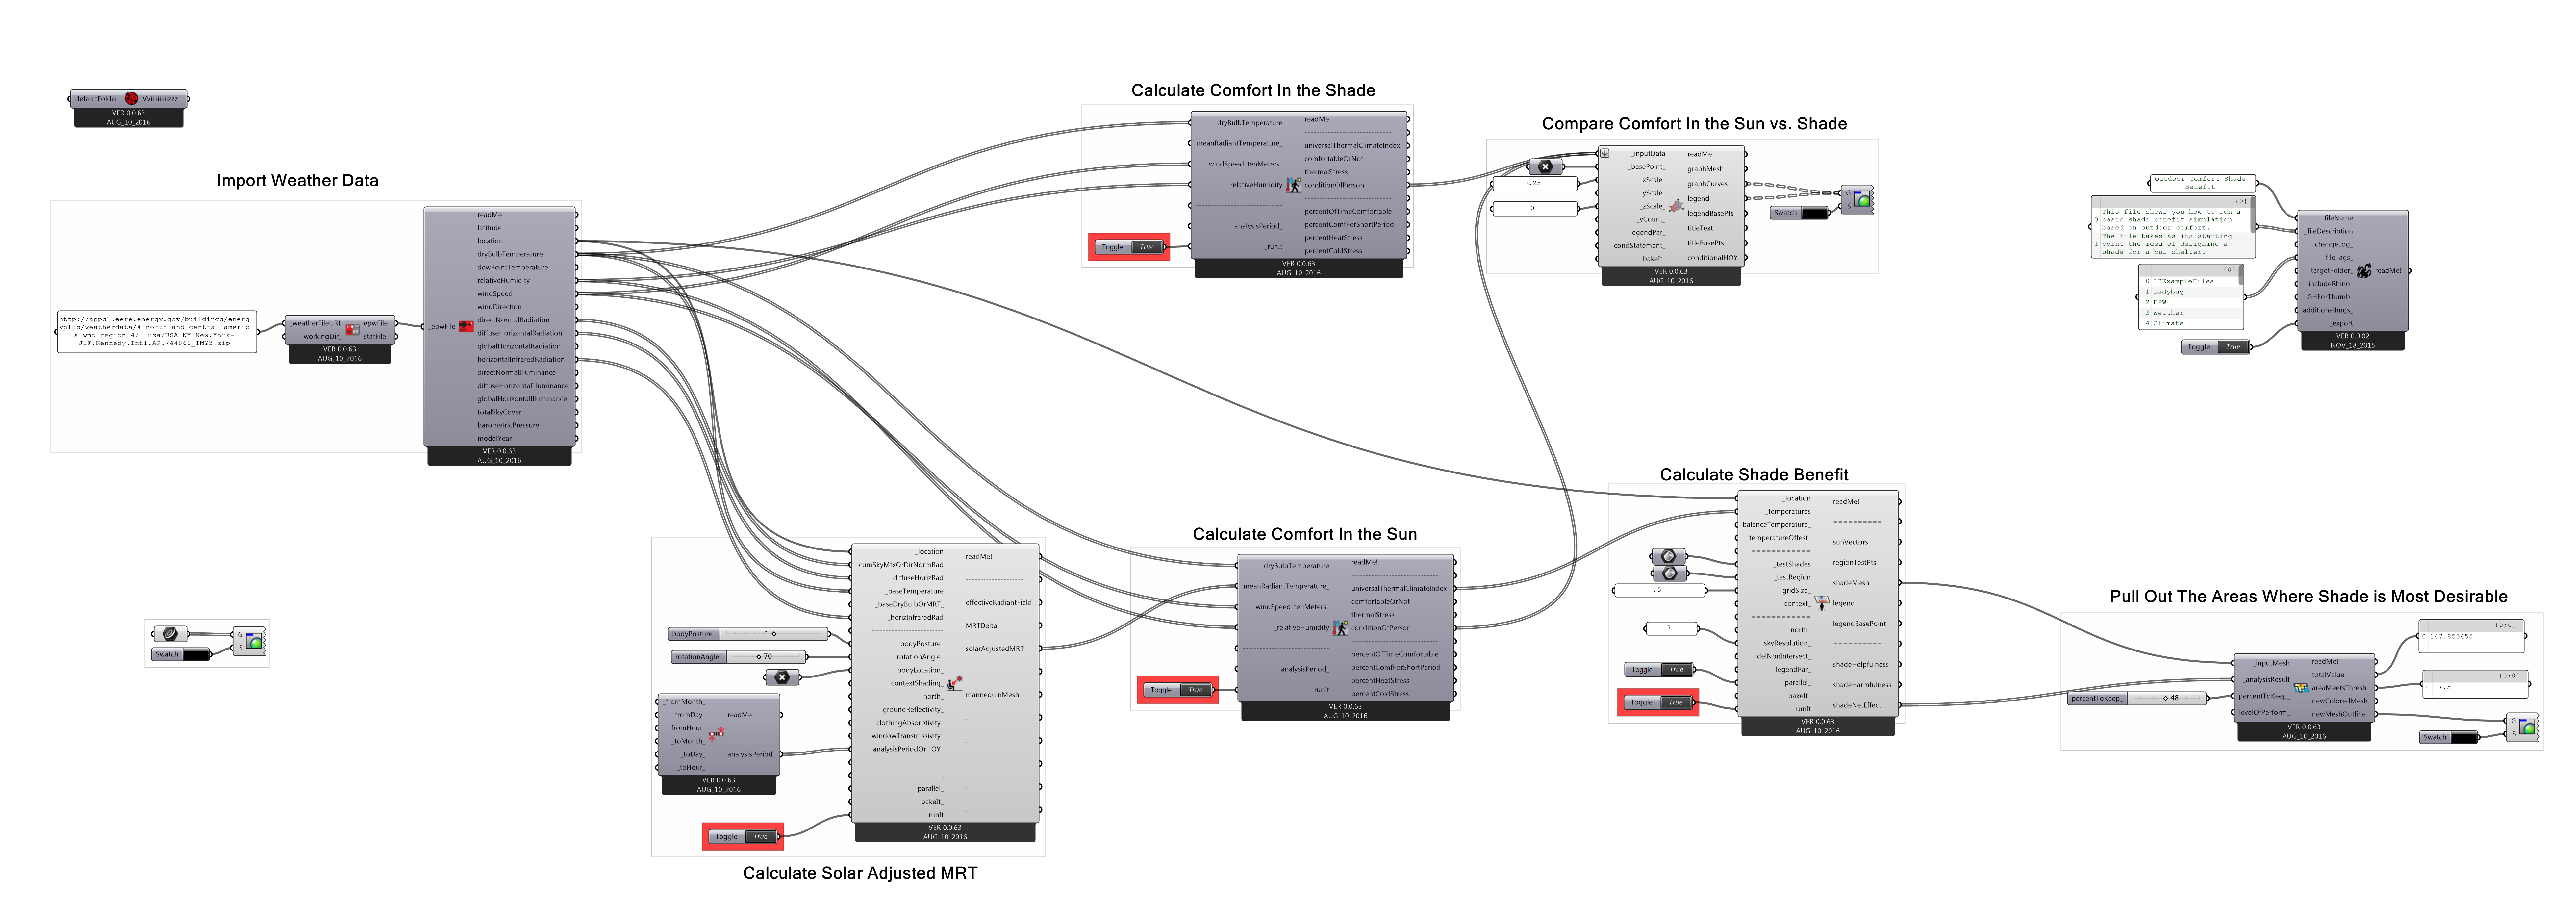 defaultFolder_ Vviiiiiiiizzz!
VER 0.0.63
AUG_10_2016
Import Weather Data
http://apps1.eere.energy.gov/buildings/energ
yplus/weatherdata/4_north_and_central_americ
a_wmo_region_4/1_usa/USA_NY_New.York-
J.F.Kennedy.Intl.AP.744860_TMY3.zip
_weatherFileURL epwFile
workingDir_ statFile
VER 0.0.63
AUG_10_2016
_epwFile
readMe!
latitude
location
dryBulbTemperature
dewPointTemperature
relativeHumidity
windSpeed
windDirection
directNormalRadiation
diffuseHorizontalRadiation
globalHorizontalRadiation
horizontalInfraredRadiation
directNormalIlluminance
diffuseHorizontalIlluminance
globalHorizontalIlluminance
totalSkyCover
barometricPressure
modelYear
VER 0.0.63
AUG_10_2016
G
S
Swatch
Calculate Comfort In the Shade
_dryBulbTemperature
meanRadiantTemperature_
windSpeed_tenMeters_
_relativeHumidity
--------------------
analysisPeriod_
_runIt
readMe!
--------------------
universalThermalClimateIndex
comfortableOrNot
thermalStress
conditionOfPerson
--------------------
percentOfTimeComfortable
percentComfForShortPeriod
percentHeatStress
percentColdStress
Toggle True
VER 0.0.63
AUG_10_2016
Compare Comfort In the Sun vs. Shade
0.25
0
_inputData
_basePoint_
_xScale_
_yScale_
_zScale_
_yCount_
legendPar_
condStatement_
bakeIt_
readMe!
graphMesh
graphCurves
legend
legendBasePts
titleText
titleBasePts
conditionalHOY
VER 0.0.63
AUG_10_2016
Swatch
G
S
Outdoor Comfort Shade
Benefit
{0}
0 This file shows you how to run a
basic shade benefit simulation
based on outdoor comfort.
1 The file takes as its starting
point the idea of designing a
shade for a bus shelter.
{0}
0 LBExampleFiles
1 Ladybug
2 EPW
3 Weather
4 Climate
Toggle True
_fileName
_fileDescription
changeLog_
fileTags_
targetFolder_
includeRhino_
GHForThumb_
additionalImgs_
_export
readMe!
VER 0.0.02
NOV_18_2015
_location
_cumSkyMtxOrDirNormRad
_diffuseHorizRad
_baseTemperature
_baseDryBulbOrMRT_
_horizInfraredRad
--------------------
bodyPosture_
rotationAngle_
bodyLocation_
contextShading_
north_
groundReflectivity_
clothingAbsorptivity_
windowTransmissivity_
analysisPeriodOrHOY_
.
.
parallel_
bakeIt_
_runIt
readMe!
--------------------
effectiveRadiantField
MRTDelta
solarAdjustedMRT
--------------------
mannequinMesh
.
.
--------------------
.
.
VER 0.0.63
AUG_10_2016
bodyPosture_ 1
rotationAngle_ 70
_fromMonth_
_fromDay_
_fromHour_
_toMonth_
_toDay_
_toHour_
readMe!
analysisPeriod
VER 0.0.63
AUG_10_2016
Toggle True
Calculate Solar Adjusted MRT
Calculate Comfort In the Sun
_dryBulbTemperature
meanRadiantTemperature_
windSpeed_tenMeters_
_relativeHumidity
--------------------
analysisPeriod_
_runIt
readMe!
--------------------
universalThermalClimateIndex
comfortableOrNot
thermalStress
conditionOfPerson
--------------------
percentOfTimeComfortable
percentComfForShortPeriod
percentHeatStress
percentColdStress
Toggle True
VER 0.0.63
AUG_10_2016
Calculate Shade Benefit
_location
_temperatures
balanceTemperature_
temperatureOffest_
============
_testShades
_testRegion
gridSize_
context_
north_
skyResolution_
delNonIntersect_
legendPar_
parallel_
bakeIt_
_runIt
readMe!
==========
sunVectors
regionTestPts
shadeMesh
legend
legendBasePoint
==========
shadeHelpfulness
shadeHarmfulness
shadeNetEffect
.5
7
Toggle True
Toggle True
VER 0.0.63
AUG_10_2016
Pull Out The Areas Where Shade is Most Desirable
percentToKeep_ 48
_inputMesh
_analysisResult
percentToKeep_
levelOfPerform_
readMe!
totalValue
areaMeetsThresh
newColoredMesh
newMeshOutline
VER 0.0.63
AUG_10_2016
{0;0}
0 147.855455
{0;0}
0 17.5
Swatch
G
S